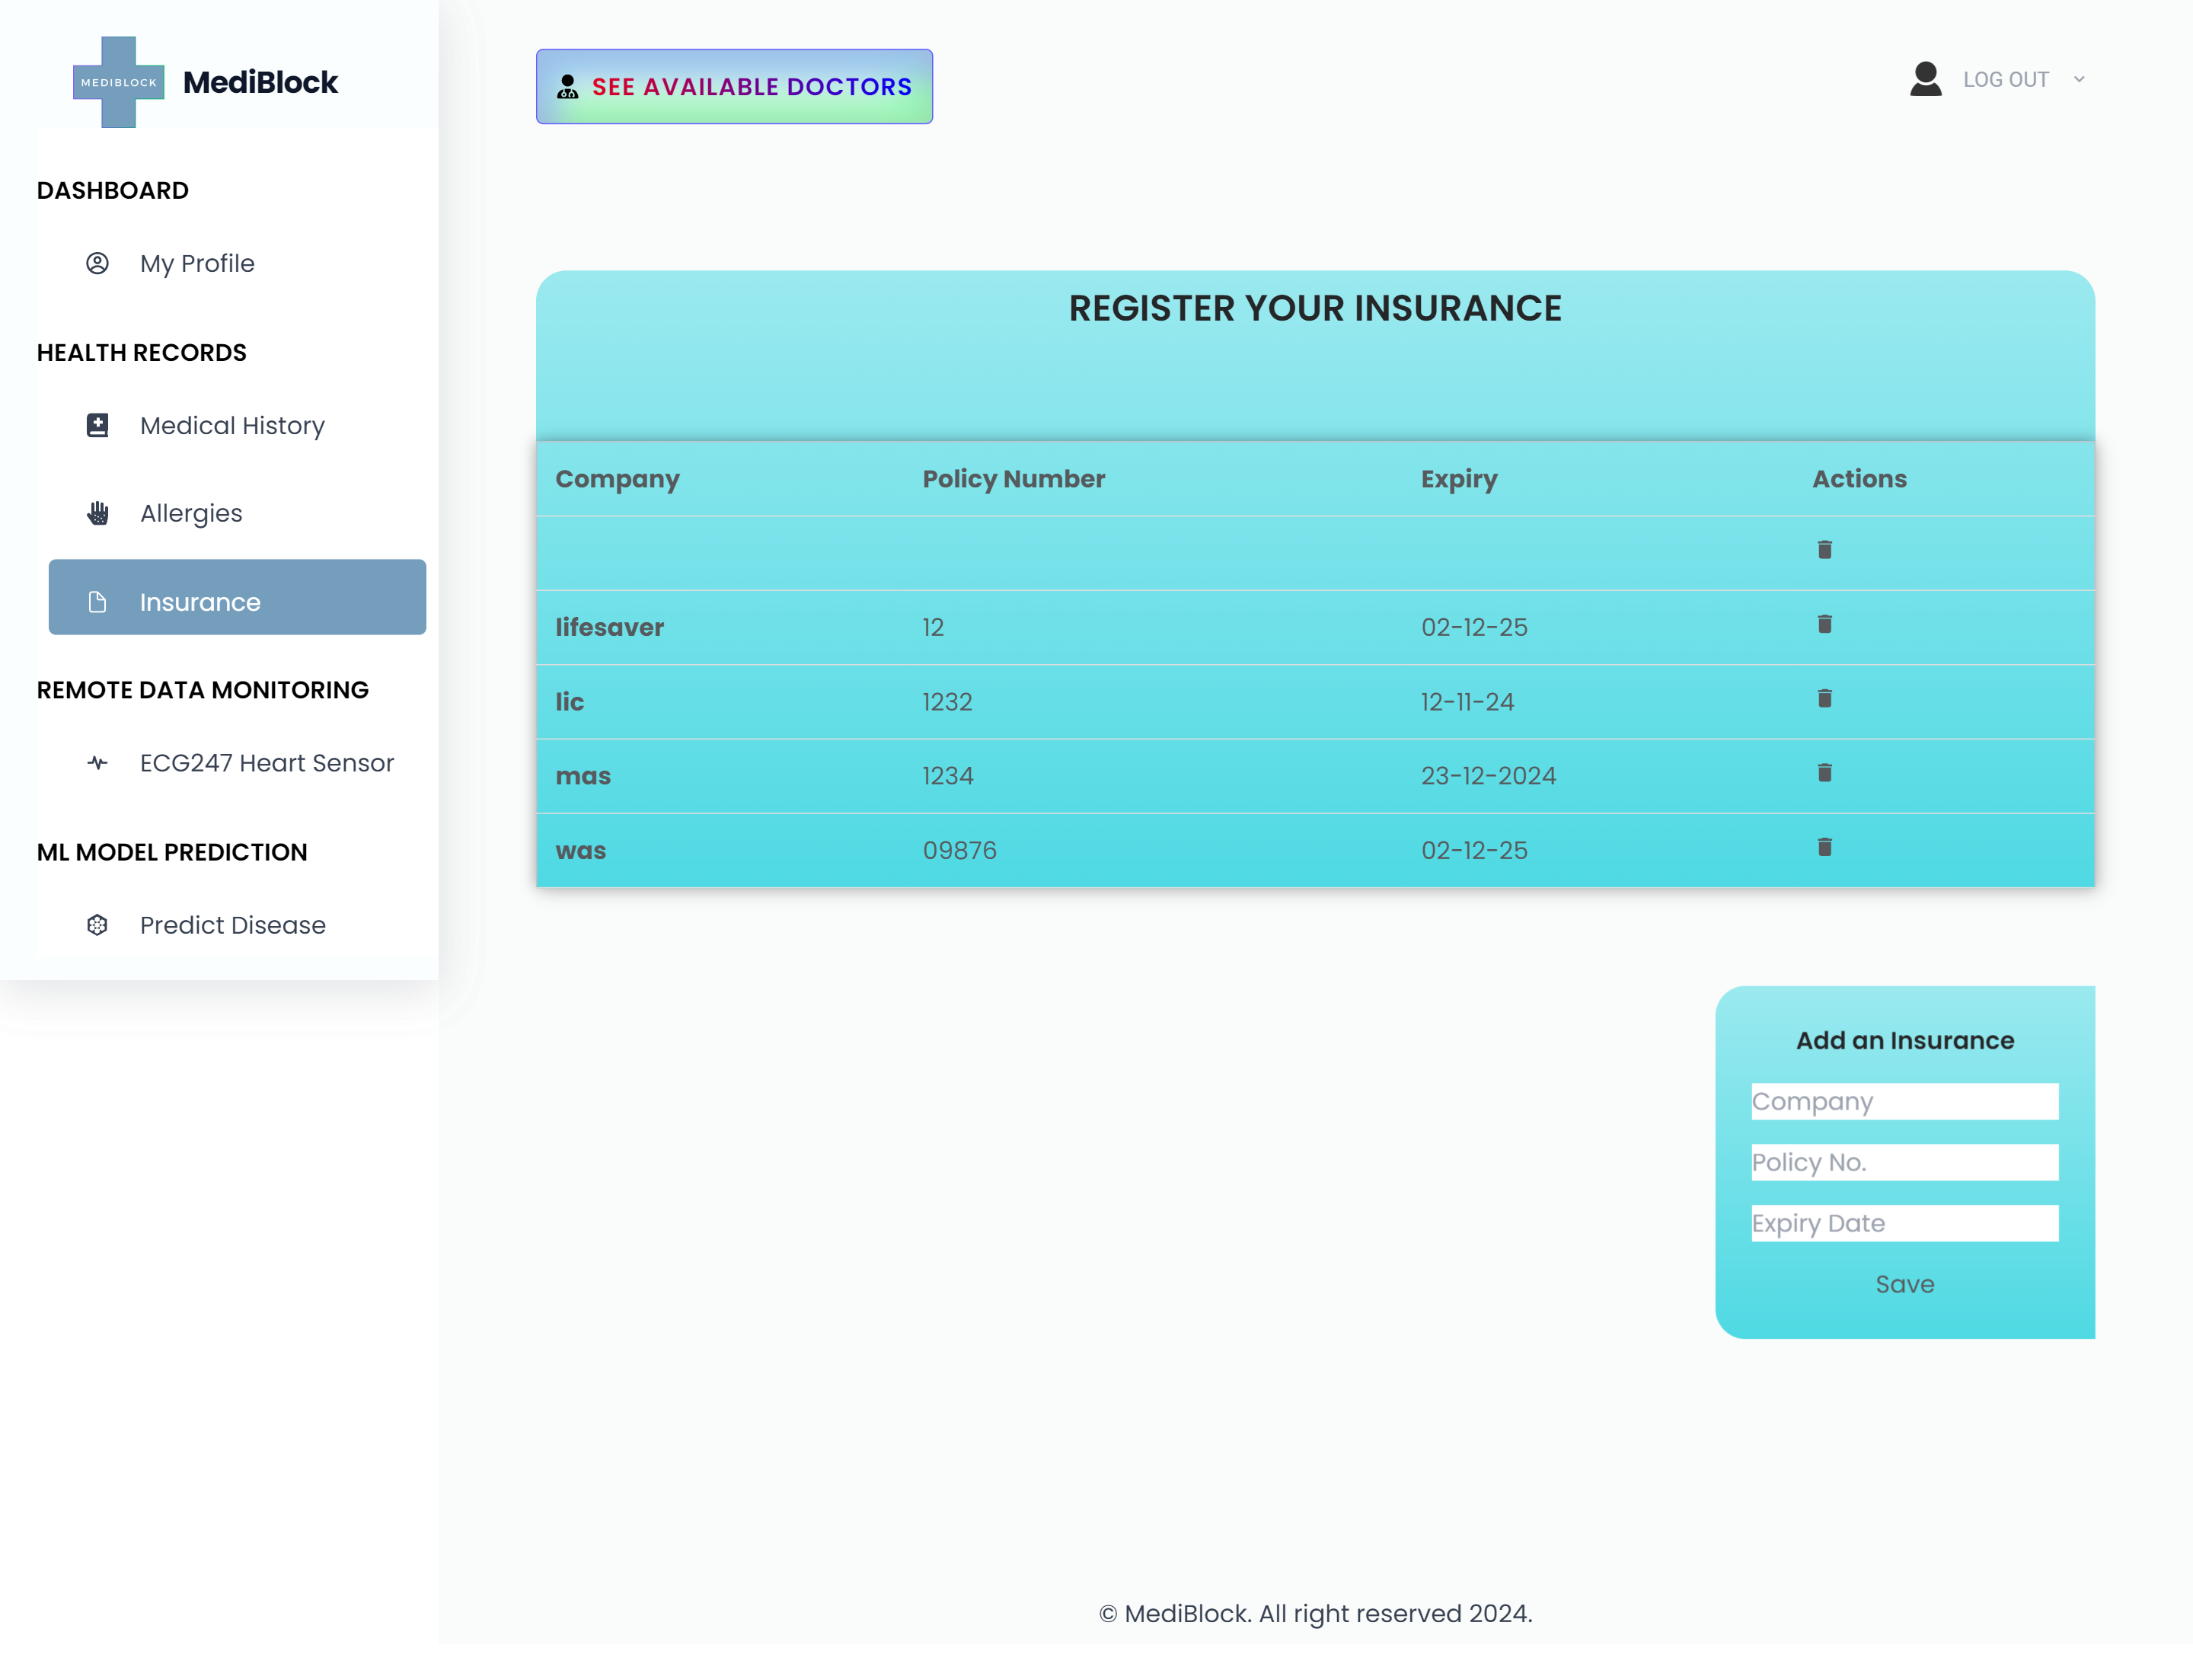 MEDIBLOCK
MediBlock
DASHBOARD
My Profile
HEALTH RECORDS
Medical History
Allergies
Insurance
REMOTE DATA MONITORING
ECG247 Heart Sensor
ML MODEL PREDICTION
Predict Disease
SEE AVAILABLE DOCTORS
LOG OUT
REGISTER YOUR INSURANCE
Company Policy Number Expiry Actions
lifesaver 12 02-12-25
lic 1232 12-11-24
mas 1234 23-12-2024
was 09876 02-12-25
Add an Insurance
Company
Policy No.
Expiry Date
Save
© MediBlock. All right reserved 2024.